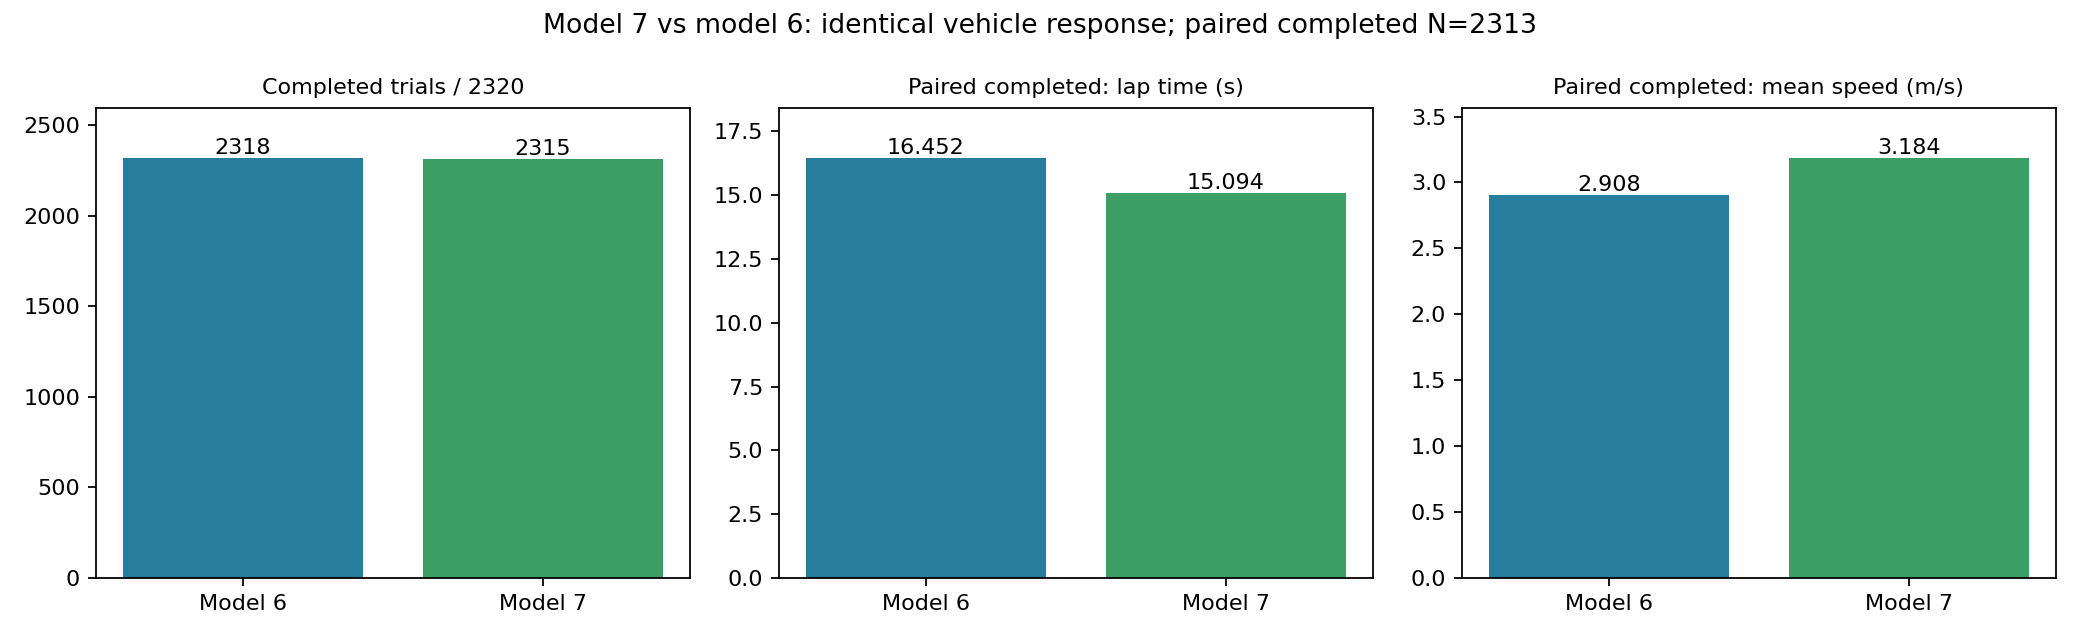 Model 7 vs model 6: identical vehicle response; paired completed N=2313
Completed trials / 2320
2500
2000
1500
1000
500
0
2318
2315
Model 6
Model 7
Paired completed: lap time (s)
17.5
15.0
12.5
10.0
7.5
5.0
2.5
0.0
16.452
15.094
Model 6
Model 7
Paired completed: mean speed (m/s)
3.5
3.0
2.5
2.0
1.5
1.0
0.5
0.0
2.908
3.184
Model 6
Model 7